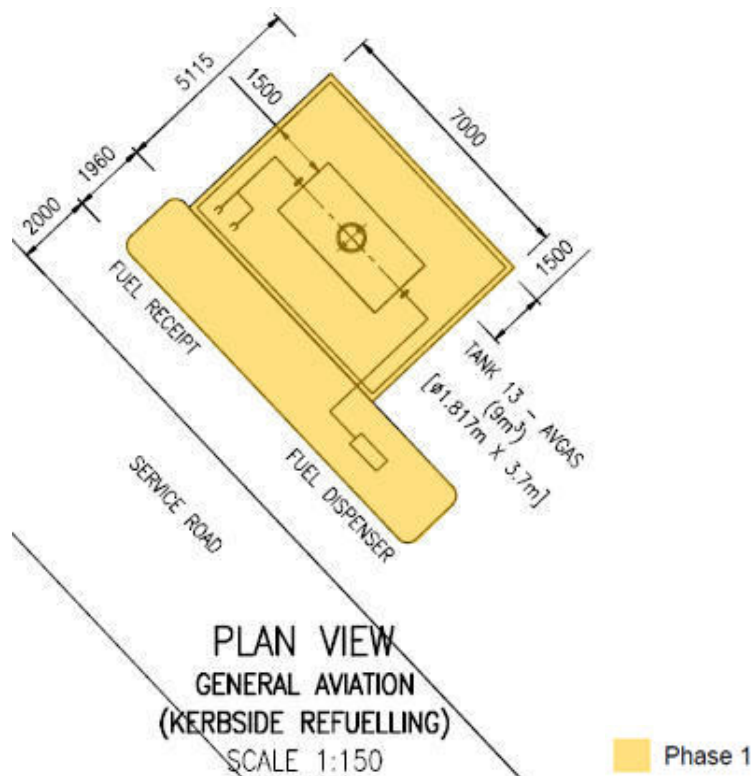 5115
1500
7000
1960
2000
1500
FUEL RECEIPT
TANK 13 - AVGAS
(9m³)
[ø1.817m X 3.7m]
FUEL DISPENSER
SERVICE ROAD
PLAN VIEW
GENERAL AVIATION
(KERBSIDE REFUELLING)
SCALE 1:150
Phase 1